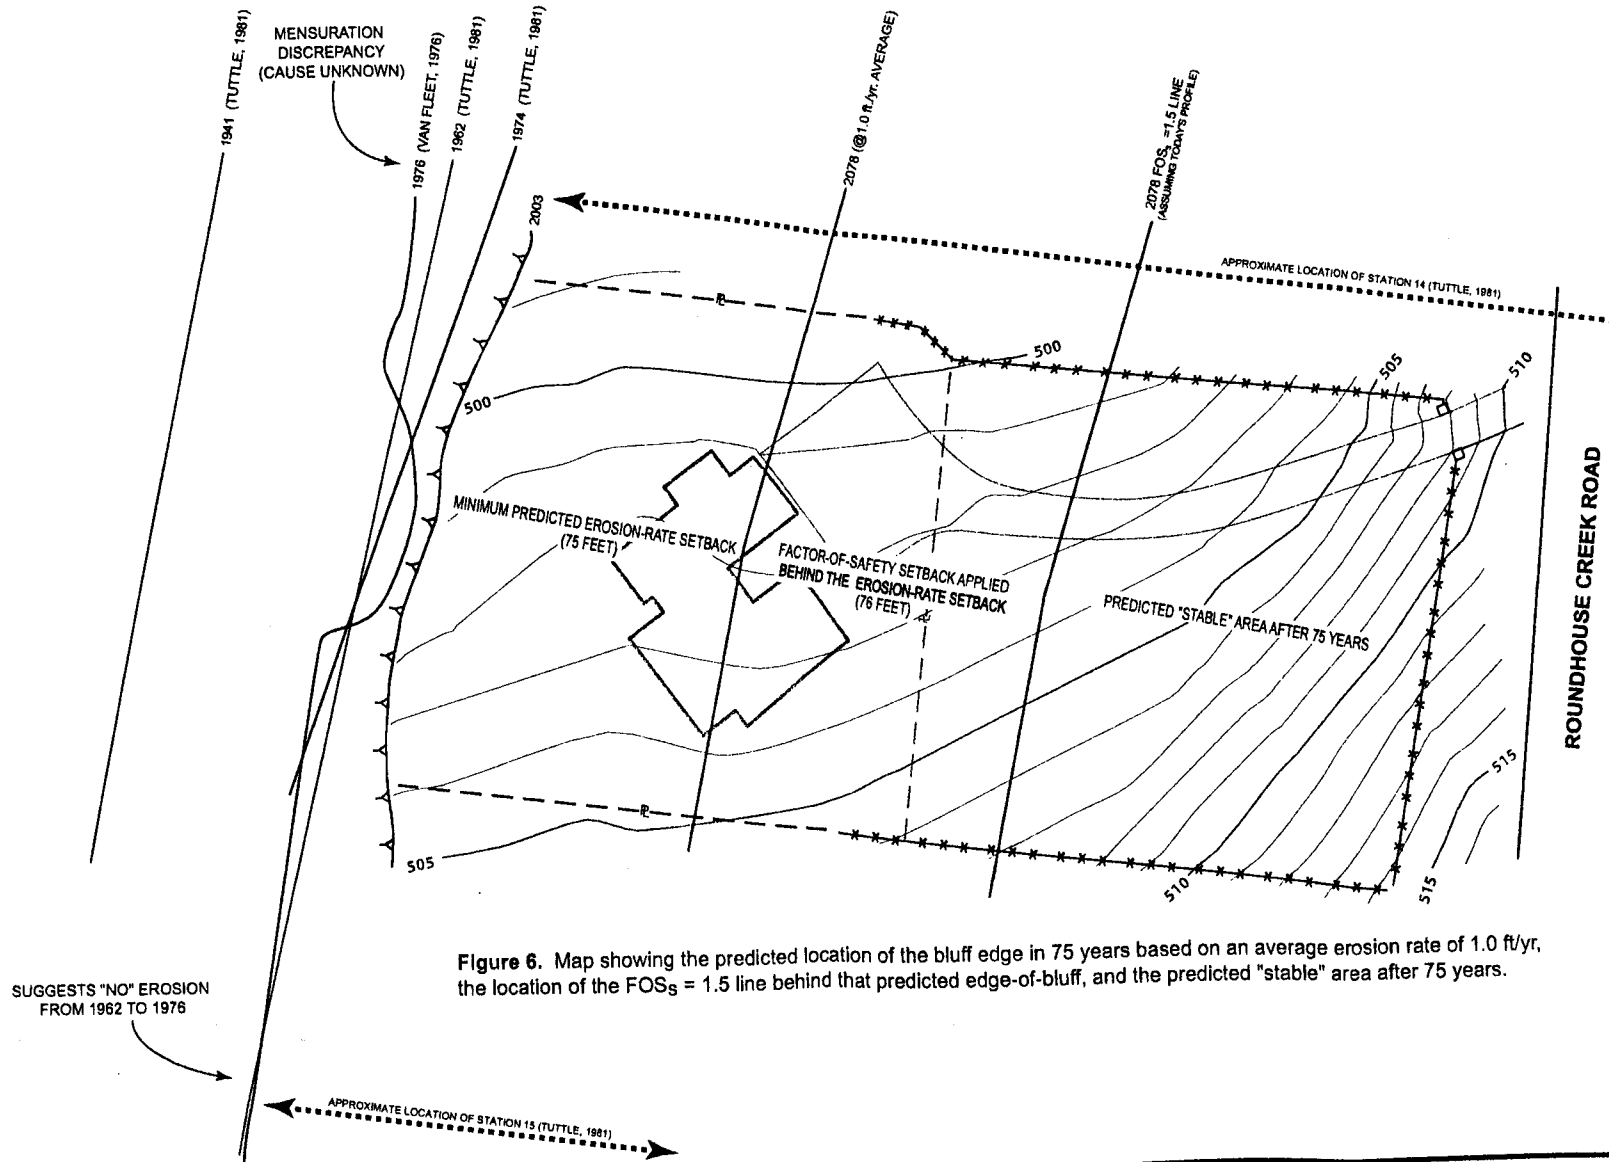 1941 (TUTTLE, 1981)
MENSURATION
DISCREPANCY
(CAUSE UNKNOWN)
1976 (VAN FLEET, 1976)
1962 (TUTTLE, 1981)
1974 (TUTTLE, 1981)
2003
2078 (@1.0 ft./yr. AVERAGE)
2078 FOSs =1.5 LINE
(ASSUMING TODAY'S PROFILE)
APPROXIMATE LOCATION OF STATION 14 (TUTTLE, 1981)
PL
500
500
505
510
MINIMUM PREDICTED EROSION-RATE SETBACK
(75 FEET)
FACTOR-OF-SAFETY SETBACK APPLIED
BEHIND THE EROSION-RATE SETBACK
(76 FEET)
PREDICTED "STABLE" AREA AFTER 75 YEARS
ROUNDHOUSE CREEK ROAD
PL
505
510
515
515
Figure 6. Map showing the predicted location of the bluff edge in 75 years based on an average erosion rate of 1.0 ft/yr,
the location of the FOSs = 1.5 line behind that predicted edge-of-bluff, and the predicted "stable" area after 75 years.
SUGGESTS "NO" EROSION
FROM 1962 TO 1976
APPROXIMATE LOCATION OF STATION 15 (TUTTLE, 1981)